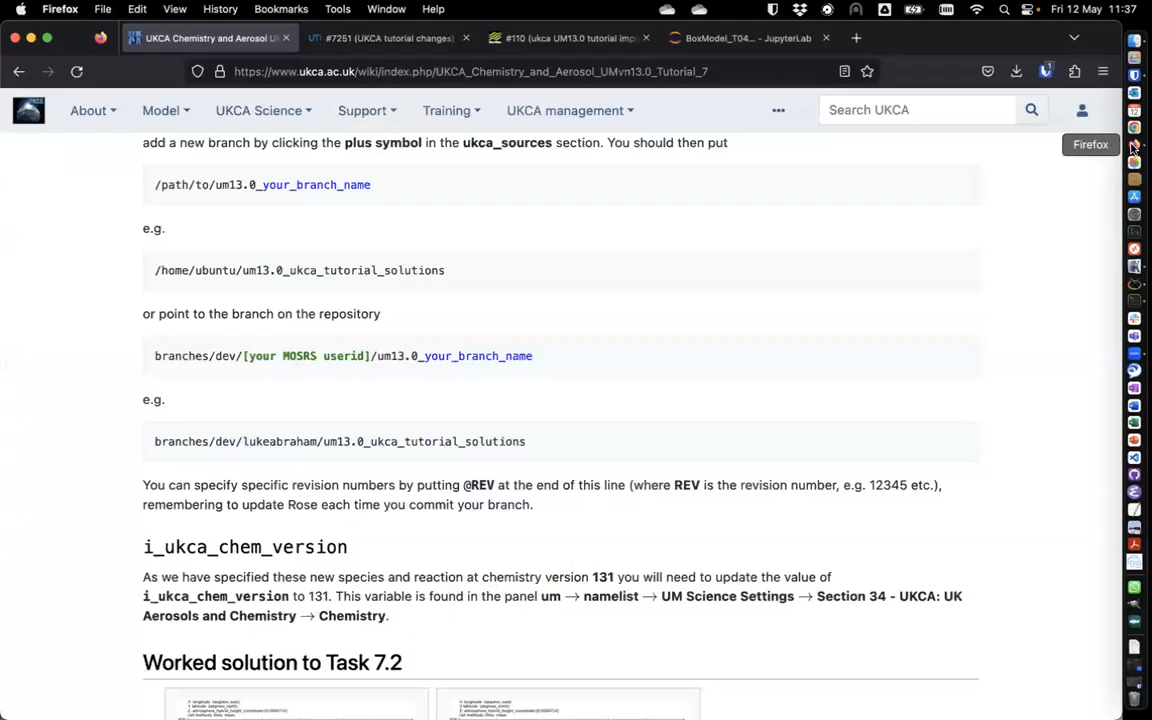 Firefox File Edit View History Bookmarks Tools Window Help Fri 12 May 11:37
UKCA Chemistry and Aerosol U
#7251 (UKCA tutorial changes)
#110 (ukca UM13.0 tutorial imp
BoxModel_T04... - JupyterLab
https://www.ukca.ac.uk/wiki/index.php/UKCA_Chemistry_and_Aerosol_UMvn13.0_Tutorial_7
About Model UKCA Science Support Training UKCA management Search UKCA
Firefox
add a new branch by clicking the plus symbol in the ukca_sources section. You should then put
/path/to/um13.0_your_branch_name
e.g.
/home/ubuntu/um13.0_ukca_tutorial_solutions
or point to the branch on the repository
branches/dev/[your MOSRS userid]/um13.0_your_branch_name
e.g.
branches/dev/lukeabraham/um13.0_ukca_tutorial_solutions
You can specify specific revision numbers by putting @REV at the end of this line (where REV is the revision number, e.g. 12345 etc.),
remembering to update Rose each time you commit your branch.
i_ukca_chem_version
As we have specified these new species and reaction at chemistry version 131 you will need to update the value of
i_ukca_chem_version to 131. This variable is found in the panel um → namelist → UM Science Settings → Section 34 - UKCA: UK
Aerosols and Chemistry → Chemistry.
Worked solution to Task 7.2